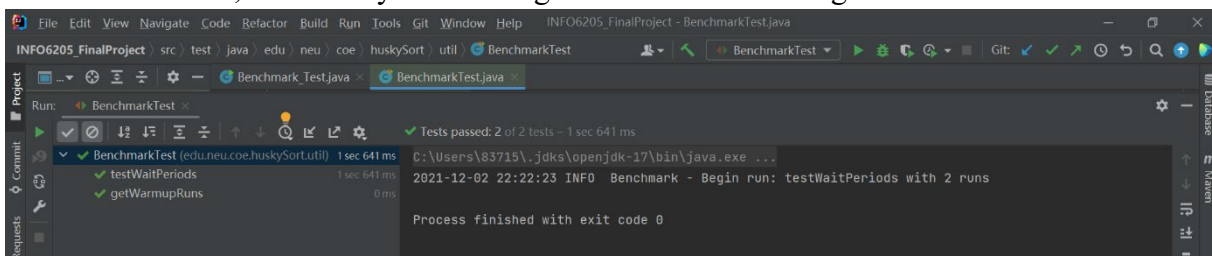 File Edit View Navigate Code Refactor Build Run Tools Git Window Help INFO6205_FinalProject - BenchmarkTest.java
INFO6205_FinalProject src test java edu neu coe huskySort util BenchmarkTest BenchmarkTest Git:
Project
Benchmark_Test.java BenchmarkTest.java
Database
Run: BenchmarkTest
Tests passed: 2 of 2 tests – 1 sec 641 ms
Commit
BenchmarkTest (edu.neu.coe.huskySort.util) 1 sec 641 ms C:\Users\83715\.jdks\openjdk-17\bin\java.exe ...
testWaitPeriods 1 sec 641 ms 2021-12-02 22:22:23 INFO Benchmark - Begin run: testWaitPeriods with 2 runs
getWarmupRuns 0 ms
Maven
Process finished with exit code 0
Requests